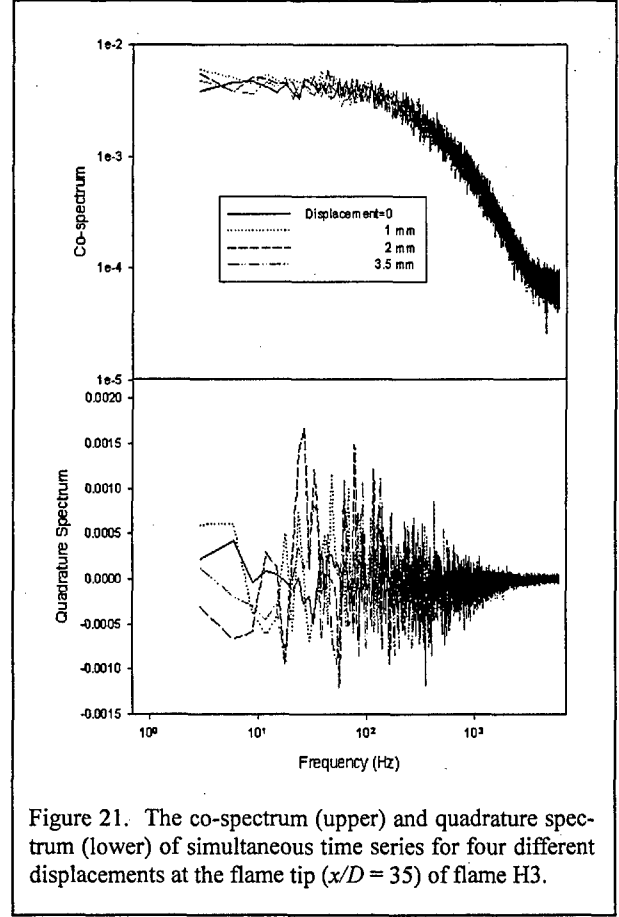 1e-2
1e-3
1e-4
1e-5
Co-spectrum
Displacement=0
1 mm
2 mm
3.5 mm
0.0020
0.0015
0.0010
0.0005
0.0000
-0.0005
-0.0010
-0.0015
Quadrature Spectrum
10⁰ 10¹ 10² 10³
Frequency (Hz)
Figure 21. The co-spectrum (upper) and quadrature spec-
trum (lower) of simultaneous time series for four different
displacements at the flame tip (x/D = 35) of flame H3.